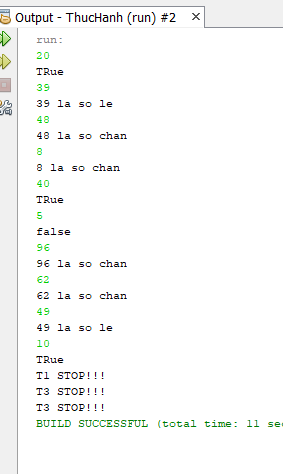 Output - ThucHanh (run) #2
run:
20
TRue
39
39 la so le
48
48 la so chan
8
8 la so chan
40
TRue
5
false
96
96 la so chan
62
62 la so chan
49
49 la so le
10
TRue
T1 STOP!!!
T3 STOP!!!
T3 STOP!!!
BUILD SUCCESSFUL (total time: 11 sec